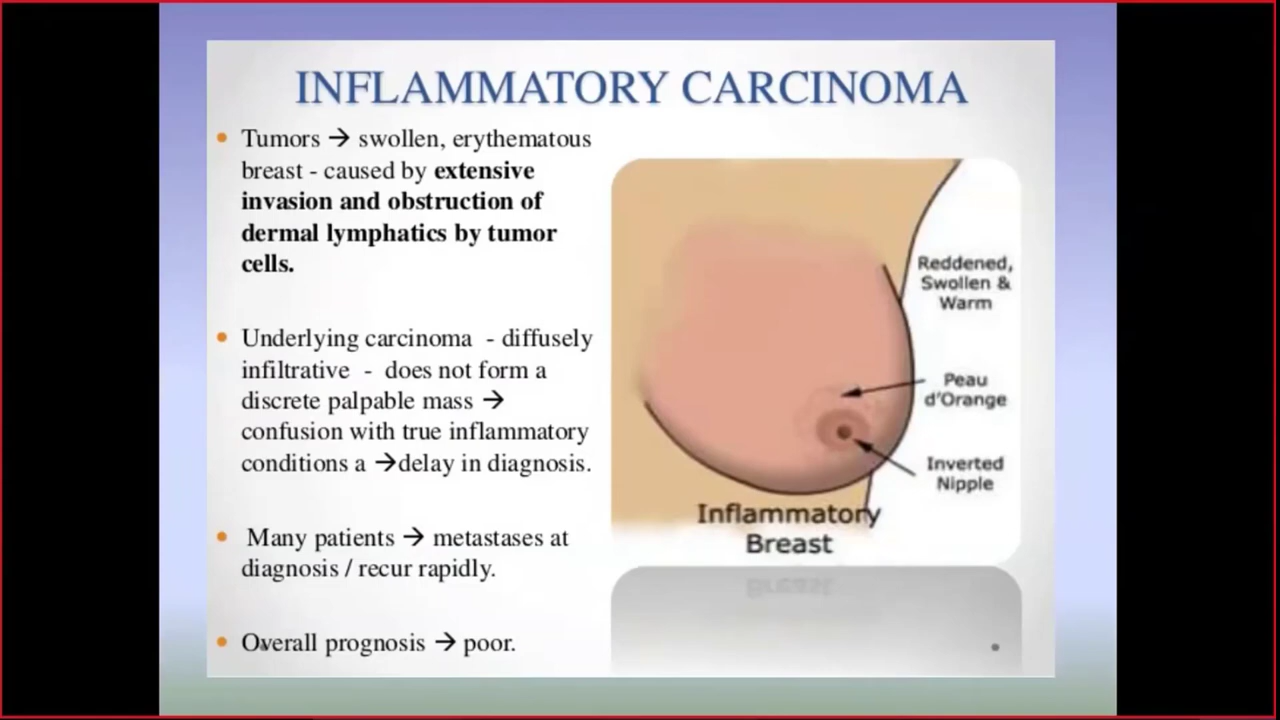 INFLAMMATORY CARCINOMA
• Tumors → swollen, erythematous
breast - caused by extensive
invasion and obstruction of
dermal lymphatics by tumor
cells.
• Underlying carcinoma - diffusely
infiltrative - does not form a
discrete palpable mass →
confusion with true inflammatory
conditions a →delay in diagnosis.
• Many patients → metastases at
diagnosis / recur rapidly.
• Overall prognosis → poor.
Reddened,
Swollen &
Warm
Peau
d'Orange
Inverted
Nipple
Inflammatory
Breast